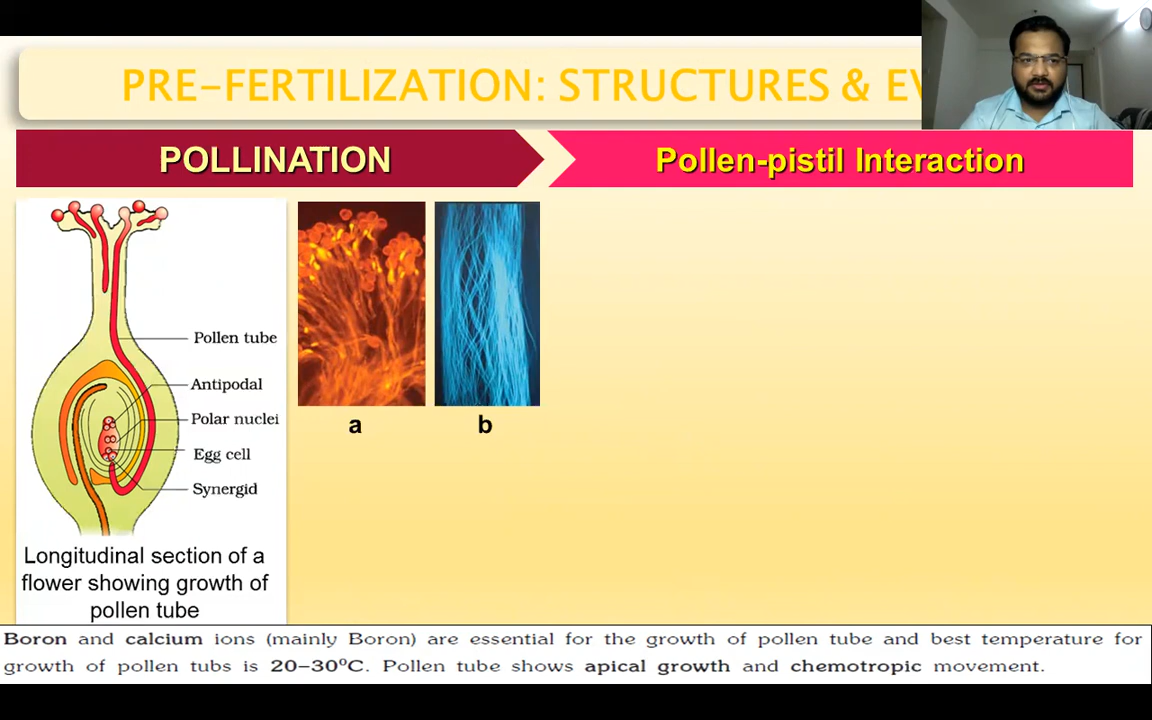 PRE-FERTILIZATION: STRUCTURES & EV
POLLINATION
Pollen-pistil Interaction
Pollen tube
Antipodal
Polar nuclei
Egg cell
Synergid
a
b
Longitudinal section of a
flower showing growth of
pollen tube
Boron and calcium ions (mainly Boron) are essential for the growth of pollen tube and best temperature for
growth of pollen tubs is 20–30⁰C. Pollen tube shows apical growth and chemotropic movement.